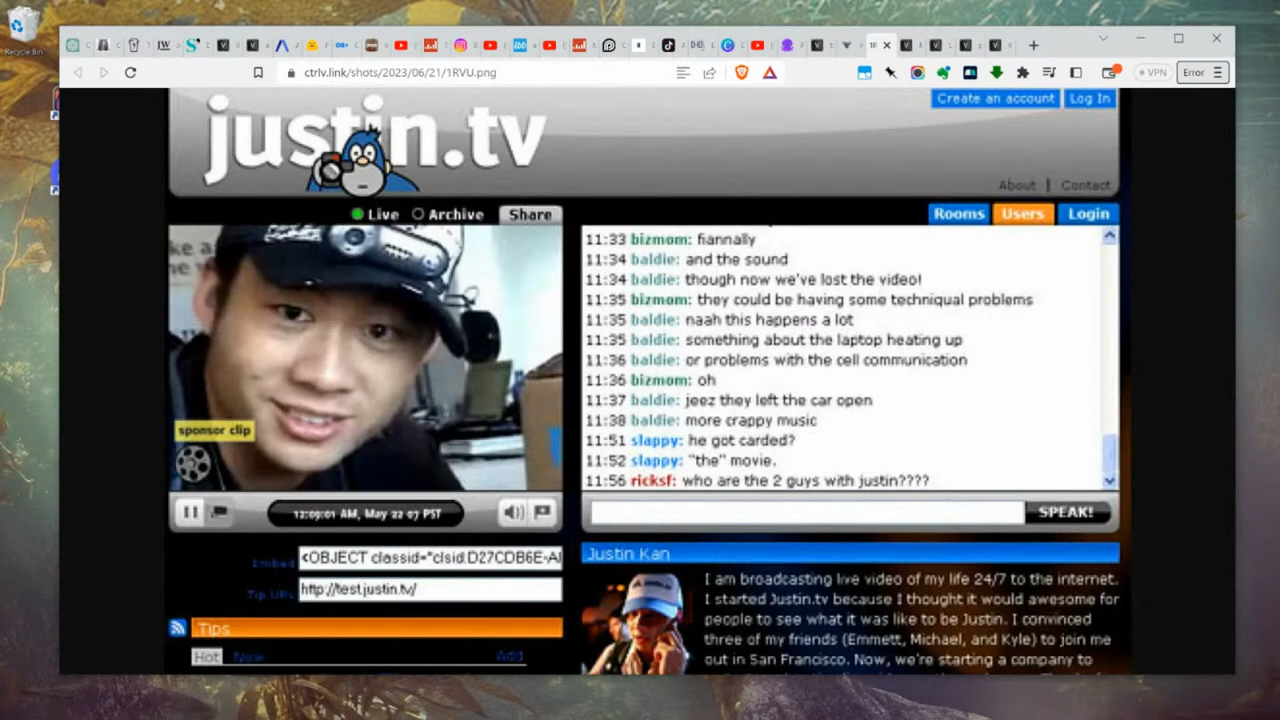 Recycle Bin
ctrlv.link/shots/2023/06/21/1RVU.png
VPN
Error
justin.tv
Create an account
Log In
About | Contact
Live
Archive
Share
Rooms
Users
Login
11:33 bizmom: fiannally
11:34 baldie: and the sound
11:34 baldie: though now we've lost the video!
11:35 bizmom: they could be having some techniqual problems
11:35 baldie: naah this happens a lot
11:35 baldie: something about the laptop heating up
11:36 baldie: or problems with the cell communication
11:36 bizmom: oh
11:37 baldie: jeez they left the car open
11:38 baldie: more crappy music
11:51 slappy: he got carded?
11:52 slappy: "the" movie.
11:56 ricksf: who are the 2 guys with justin????
sponsor clip
12:09:01 AM, May 22 07 PST
SPEAK!
Embed
<OBJECT classid="clsid:D27CDB6E-A
Tip URL
http://test.justin.tv/
Tips
Hot
New
Add
Justin Kan
I am broadcasting live video of my life 24/7 to the internet.
I started Justin.tv because I thought it would awesome for
people to see what it was like to be Justin. I convinced
three of my friends (Emmett, Michael, and Kyle) to join me
out in San Francisco. Now, we're starting a company to